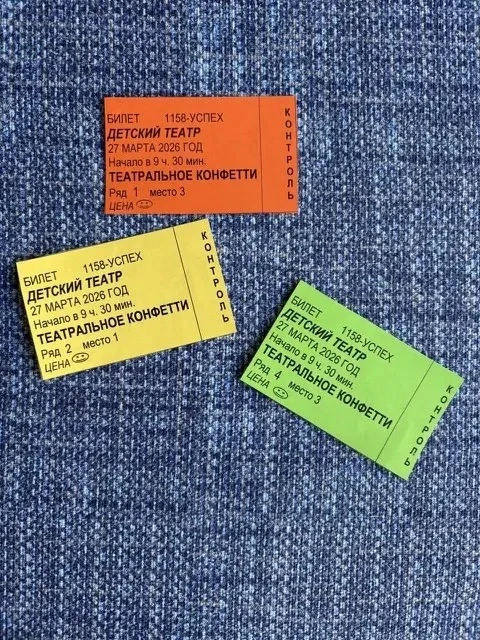 БИЛЕТ 1158-УСПЕХ
ДЕТСКИЙ ТЕАТР
27 МАРТА 2026 ГОД
Начало в 9 ч. 30 мин.
ТЕАТРАЛЬНОЕ КОНФЕТТИ
Ряд 1 место 3
ЦЕНА
КОНТРОЛЬ
БИЛЕТ 1158-УСПЕХ
ДЕТСКИЙ ТЕАТР
27 МАРТА 2026 ГОД
Начало в 9 ч. 30 мин.
ТЕАТРАЛЬНОЕ КОНФЕТТИ
Ряд 2 место 1
ЦЕНА
КОНТРОЛЬ
БИЛЕТ 1158-УСПЕХ
ДЕТСКИЙ ТЕАТР
27 МАРТА 2026 ГОД
Начало в 9 ч. 30 мин.
ТЕАТРАЛЬНОЕ КОНФЕТТИ
Ряд 4 место 3
ЦЕНА
КОНТРОЛЬ